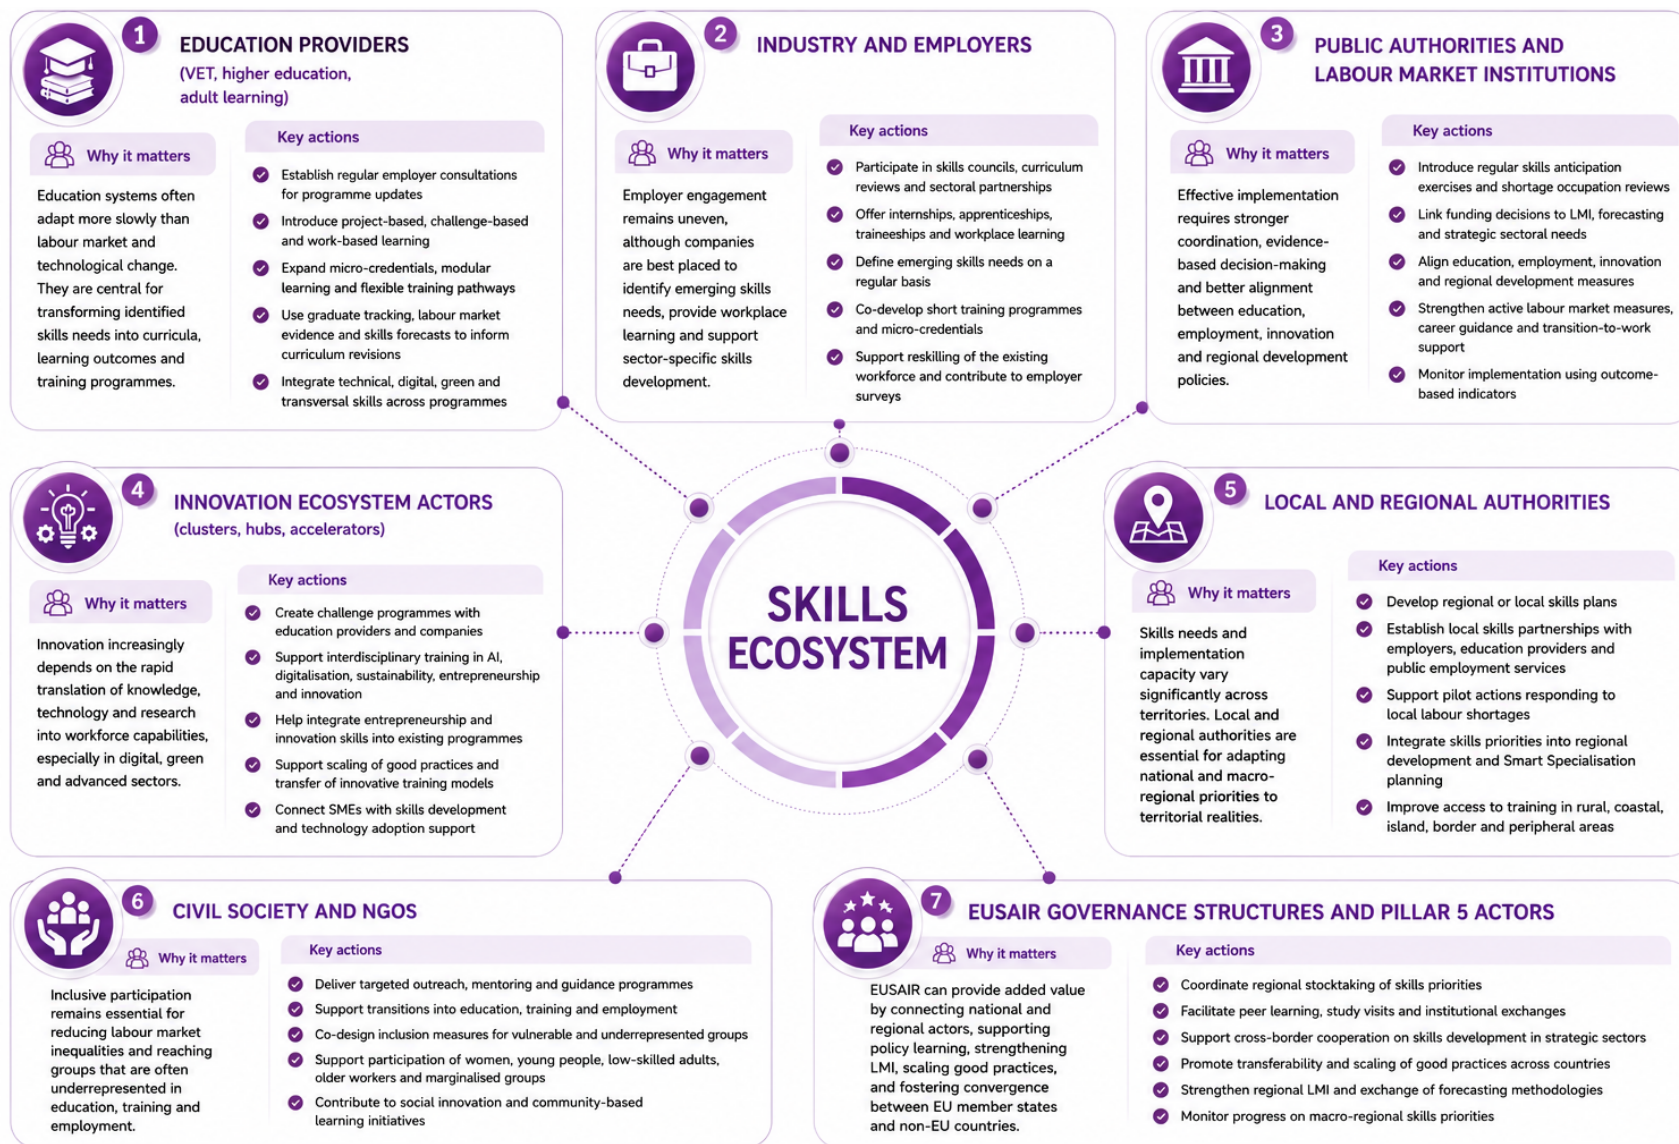 1
EDUCATION PROVIDERS
(VET, higher education,
adult learning)
Why it matters
Education systems often
adapt more slowly than
labour market and
technological change.
They are central for
transforming identified
skills needs into curricula,
learning outcomes and
training programmes.
Key actions
Establish regular employer consultations
for programme updates
Introduce project-based, challenge-based
and work-based learning
Expand micro-credentials, modular
learning and flexible training pathways
Use graduate tracking, labour market
evidence and skills forecasts to inform
curriculum revisions
Integrate technical, digital, green and
transversal skills across programmes
2
INDUSTRY AND EMPLOYERS
Why it matters
Employer engagement
remains uneven,
although companies
are best placed to
identify emerging skills
needs, provide workplace
learning and support
sector-specific skills
development.
Key actions
Participate in skills councils, curriculum
reviews and sectoral partnerships
Offer internships, apprenticeships,
traineeships and workplace learning
Define emerging skills needs on a
regular basis
Co-develop short training programmes
and micro-credentials
Support reskilling of the existing
workforce and contribute to employer
surveys
3
PUBLIC AUTHORITIES AND
LABOUR MARKET INSTITUTIONS
Why it matters
Effective implementation
requires stronger
coordination, evidence-
based decision-making
and better alignment
between education,
employment, innovation
and regional development
policies.
Key actions
Introduce regular skills anticipation
exercises and shortage occupation reviews
Link funding decisions to LMI, forecasting
and strategic sectoral needs
Align education, employment, innovation
and regional development measures
Strengthen active labour market measures,
career guidance and transition-to-work
support
Monitor implementation using outcome-
based indicators
4
INNOVATION ECOSYSTEM ACTORS
(clusters, hubs, accelerators)
Why it matters
Innovation increasingly
depends on the rapid
translation of knowledge,
technology and research
into workforce capabilities,
especially in digital, green
and advanced sectors.
Key actions
Create challenge programmes with
education providers and companies
Support interdisciplinary training in AI,
digitalisation, sustainability, entrepreneurship
and innovation
Help integrate entrepreneurship and
innovation skills into existing programmes
Support scaling of good practices and
transfer of innovative training models
Connect SMEs with skills development
and technology adoption support
SKILLS
ECOSYSTEM
5
LOCAL AND REGIONAL AUTHORITIES
Why it matters
Skills needs and
implementation
capacity vary
significantly across
territories. Local and
regional authorities are
essential for adapting
national and macro-
regional priorities to
territorial realities.
Key actions
Develop regional or local skills plans
Establish local skills partnerships with
employers, education providers and
public employment services
Support pilot actions responding to
local labour shortages
Integrate skills priorities into regional
development and Smart Specialisation
planning
Improve access to training in rural, coastal,
island, border and peripheral areas
6
CIVIL SOCIETY AND NGOS
Why it matters
Inclusive participation
remains essential for
reducing labour market
inequalities and reaching
groups that are often
underrepresented in
education, training and
employment.
Key actions
Deliver targeted outreach, mentoring and guidance programmes
Support transitions into education, training and employment
Co-design inclusion measures for vulnerable and underrepresented groups
Support participation of women, young people, low-skilled adults,
older workers and marginalised groups
Contribute to social innovation and community-based
learning initiatives
7
EUSAIR GOVERNANCE STRUCTURES AND PILLAR 5 ACTORS
Why it matters
EUSAIR can provide added value
by connecting national and
regional actors, supporting
policy learning, strengthening
LMI, scaling good practices,
and fostering convergence
between EU member states
and non-EU countries.
Key actions
Coordinate regional stocktaking of skills priorities
Facilitate peer learning, study visits and institutional exchanges
Support cross-border cooperation on skills development in strategic sectors
Promote transferability and scaling of good practices across countries
Strengthen regional LMI and exchange of forecasting methodologies
Monitor progress on macro-regional skills priorities